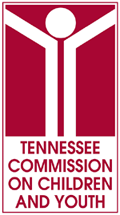 TENNESSEE
COMMISSION
ON CHILDREN
AND YOUTH